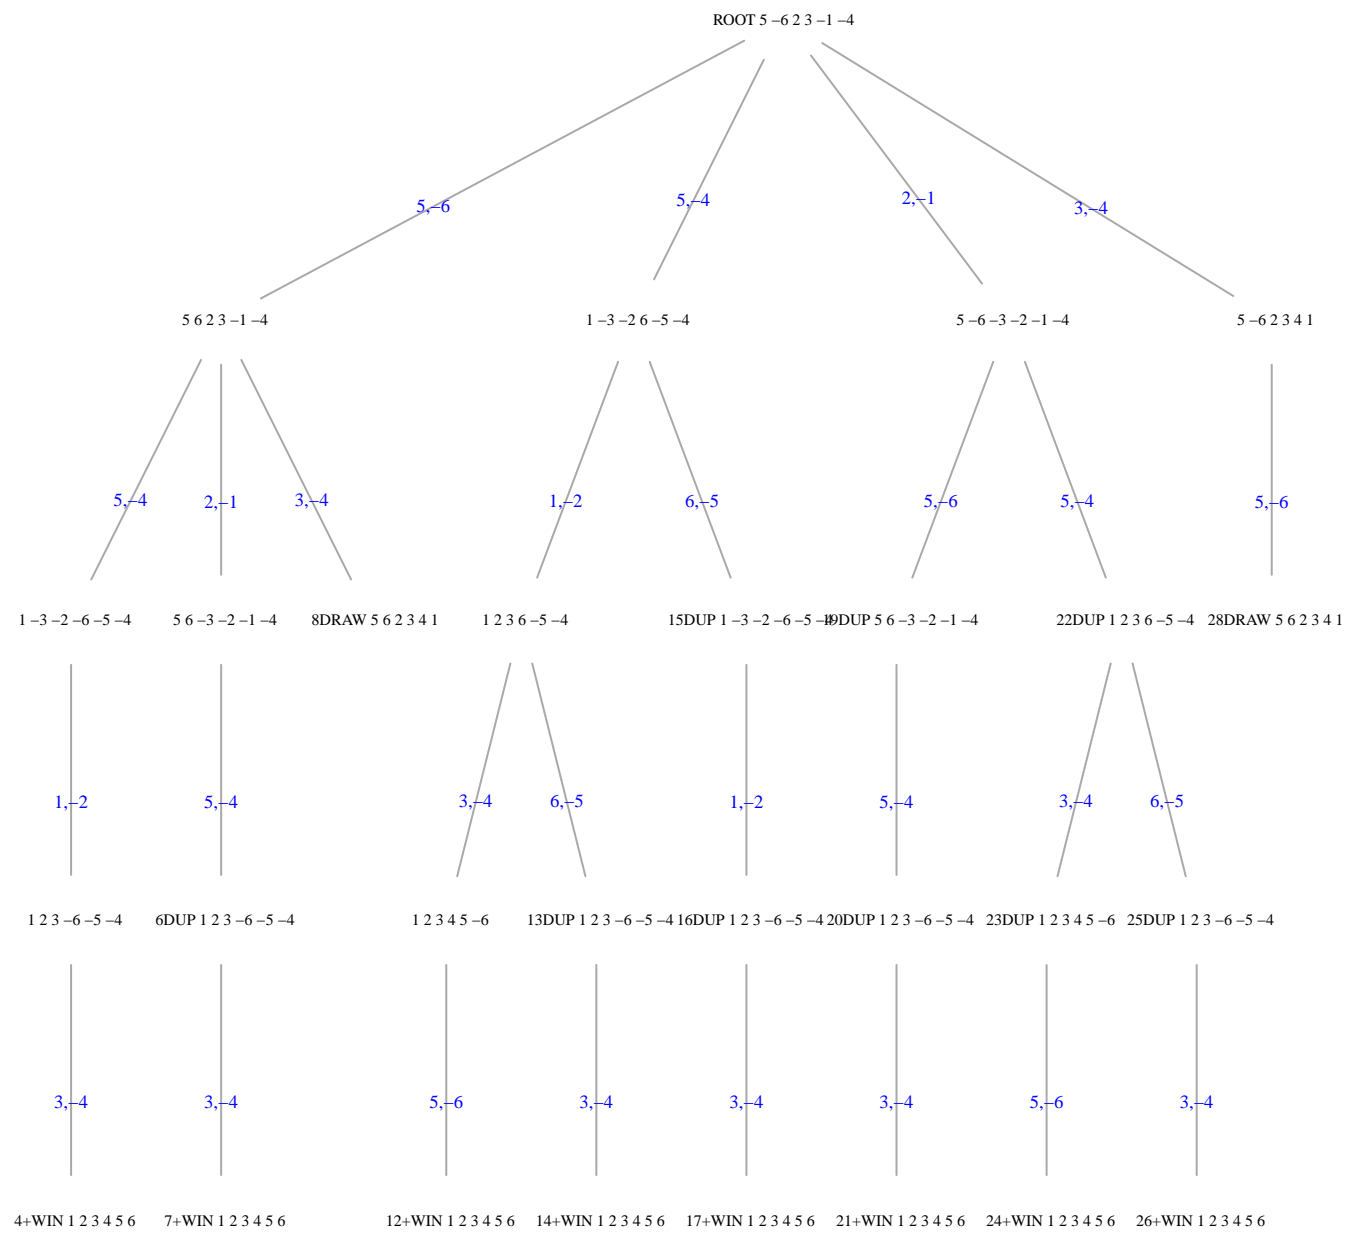 ROOT 5 −6 2 3 −1 −4
5,−6
5,−4
2,−1
3,−4
5 6 2 3 −1 −4
1 −3 −2 6 −5 −4
5 −6 −3 −2 −1 −4
5 −6 2 3 4 1
5,−4
2,−1
3,−4
1,−2
6,−5
5,−6
5,−4
5,−6
1 −3 −2 −6 −5 −4
5 6 −3 −2 −1 −4
8DRAW 5 6 2 3 4 1
1 2 3 6 −5 −4
15DUP 1 −3 −2 −6 −5 −4
19DUP 5 6 −3 −2 −1 −4
22DUP 1 2 3 6 −5 −4
28DRAW 5 6 2 3 4 1
1,−2
5,−4
3,−4
6,−5
1,−2
5,−4
3,−4
6,−5
1 2 3 −6 −5 −4
6DUP 1 2 3 −6 −5 −4
1 2 3 4 5 −6
13DUP 1 2 3 −6 −5 −4
16DUP 1 2 3 −6 −5 −4
20DUP 1 2 3 −6 −5 −4
23DUP 1 2 3 4 5 −6
25DUP 1 2 3 −6 −5 −4
3,−4
3,−4
5,−6
3,−4
3,−4
3,−4
5,−6
3,−4
4+WIN 1 2 3 4 5 6
7+WIN 1 2 3 4 5 6
12+WIN 1 2 3 4 5 6
14+WIN 1 2 3 4 5 6
17+WIN 1 2 3 4 5 6
21+WIN 1 2 3 4 5 6
24+WIN 1 2 3 4 5 6
26+WIN 1 2 3 4 5 6